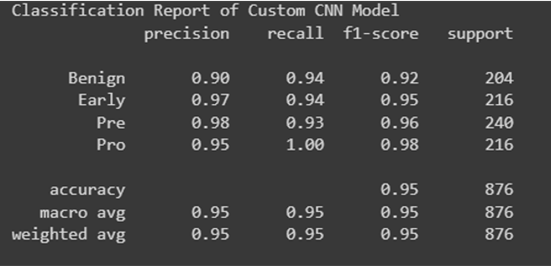 Classification Report of Custom CNN Model
precision recall f1-score support
Benign 0.90 0.94 0.92 204
Early 0.97 0.94 0.95 216
Pre 0.98 0.93 0.96 240
Pro 0.95 1.00 0.98 216
accuracy 0.95 876
macro avg 0.95 0.95 0.95 876
weighted avg 0.95 0.95 0.95 876